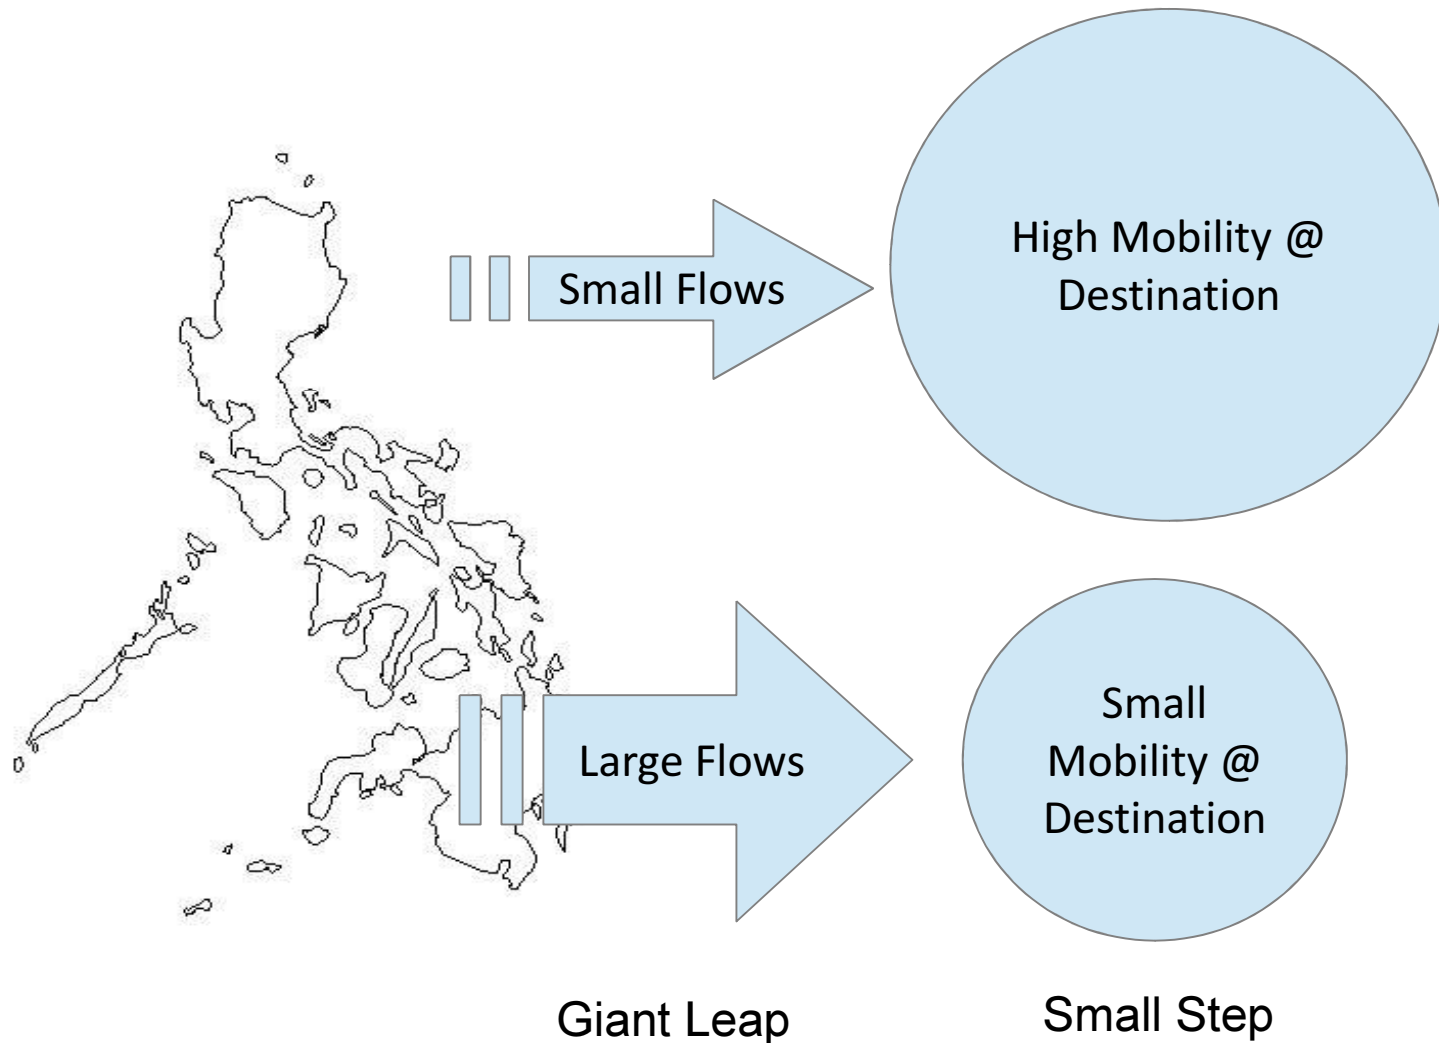 High Mobility @
Destination
Small Flows
Small
Mobility @
Destination
Large Flows
Giant Leap
Small Step